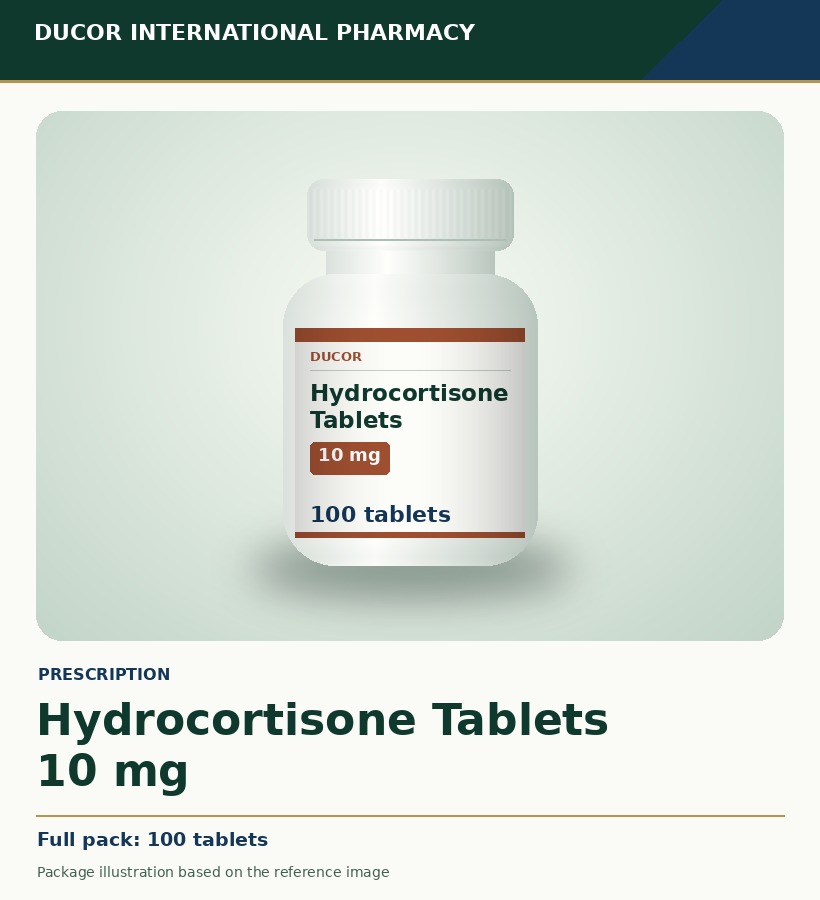 DUCOR INTERNATIONAL PHARMACY
DUCOR
Hydrocortisone
Tablets
10 mg
100 tablets
PRESCRIPTION
Hydrocortisone Tablets
10 mg
Full pack: 100 tablets
Package illustration based on the reference image